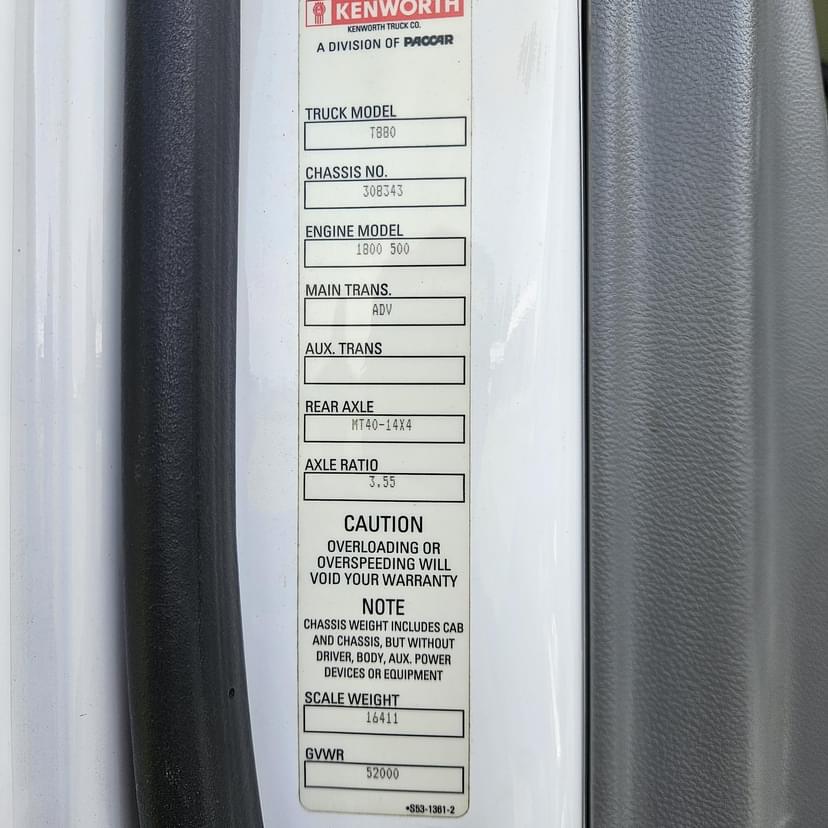 KENWORTH
KENWORTH TRUCK CO.
A DIVISION OF PACCAR
TRUCK MODEL
T880
CHASSIS NO.
308343
ENGINE MODEL
1800 500
MAIN TRANS.
ADV
AUX. TRANS
REAR AXLE
MT40-14X4
AXLE RATIO
3.55
CAUTION
OVERLOADING OR
OVERSPEEDING WILL
VOID YOUR WARRANTY
NOTE
CHASSIS WEIGHT INCLUDES CAB
AND CHASSIS, BUT WITHOUT
DRIVER, BODY, AUX. POWER
DEVICES OR EQUIPMENT
SCALE WEIGHT
16411
GVWR
52000
*S53-1361-2